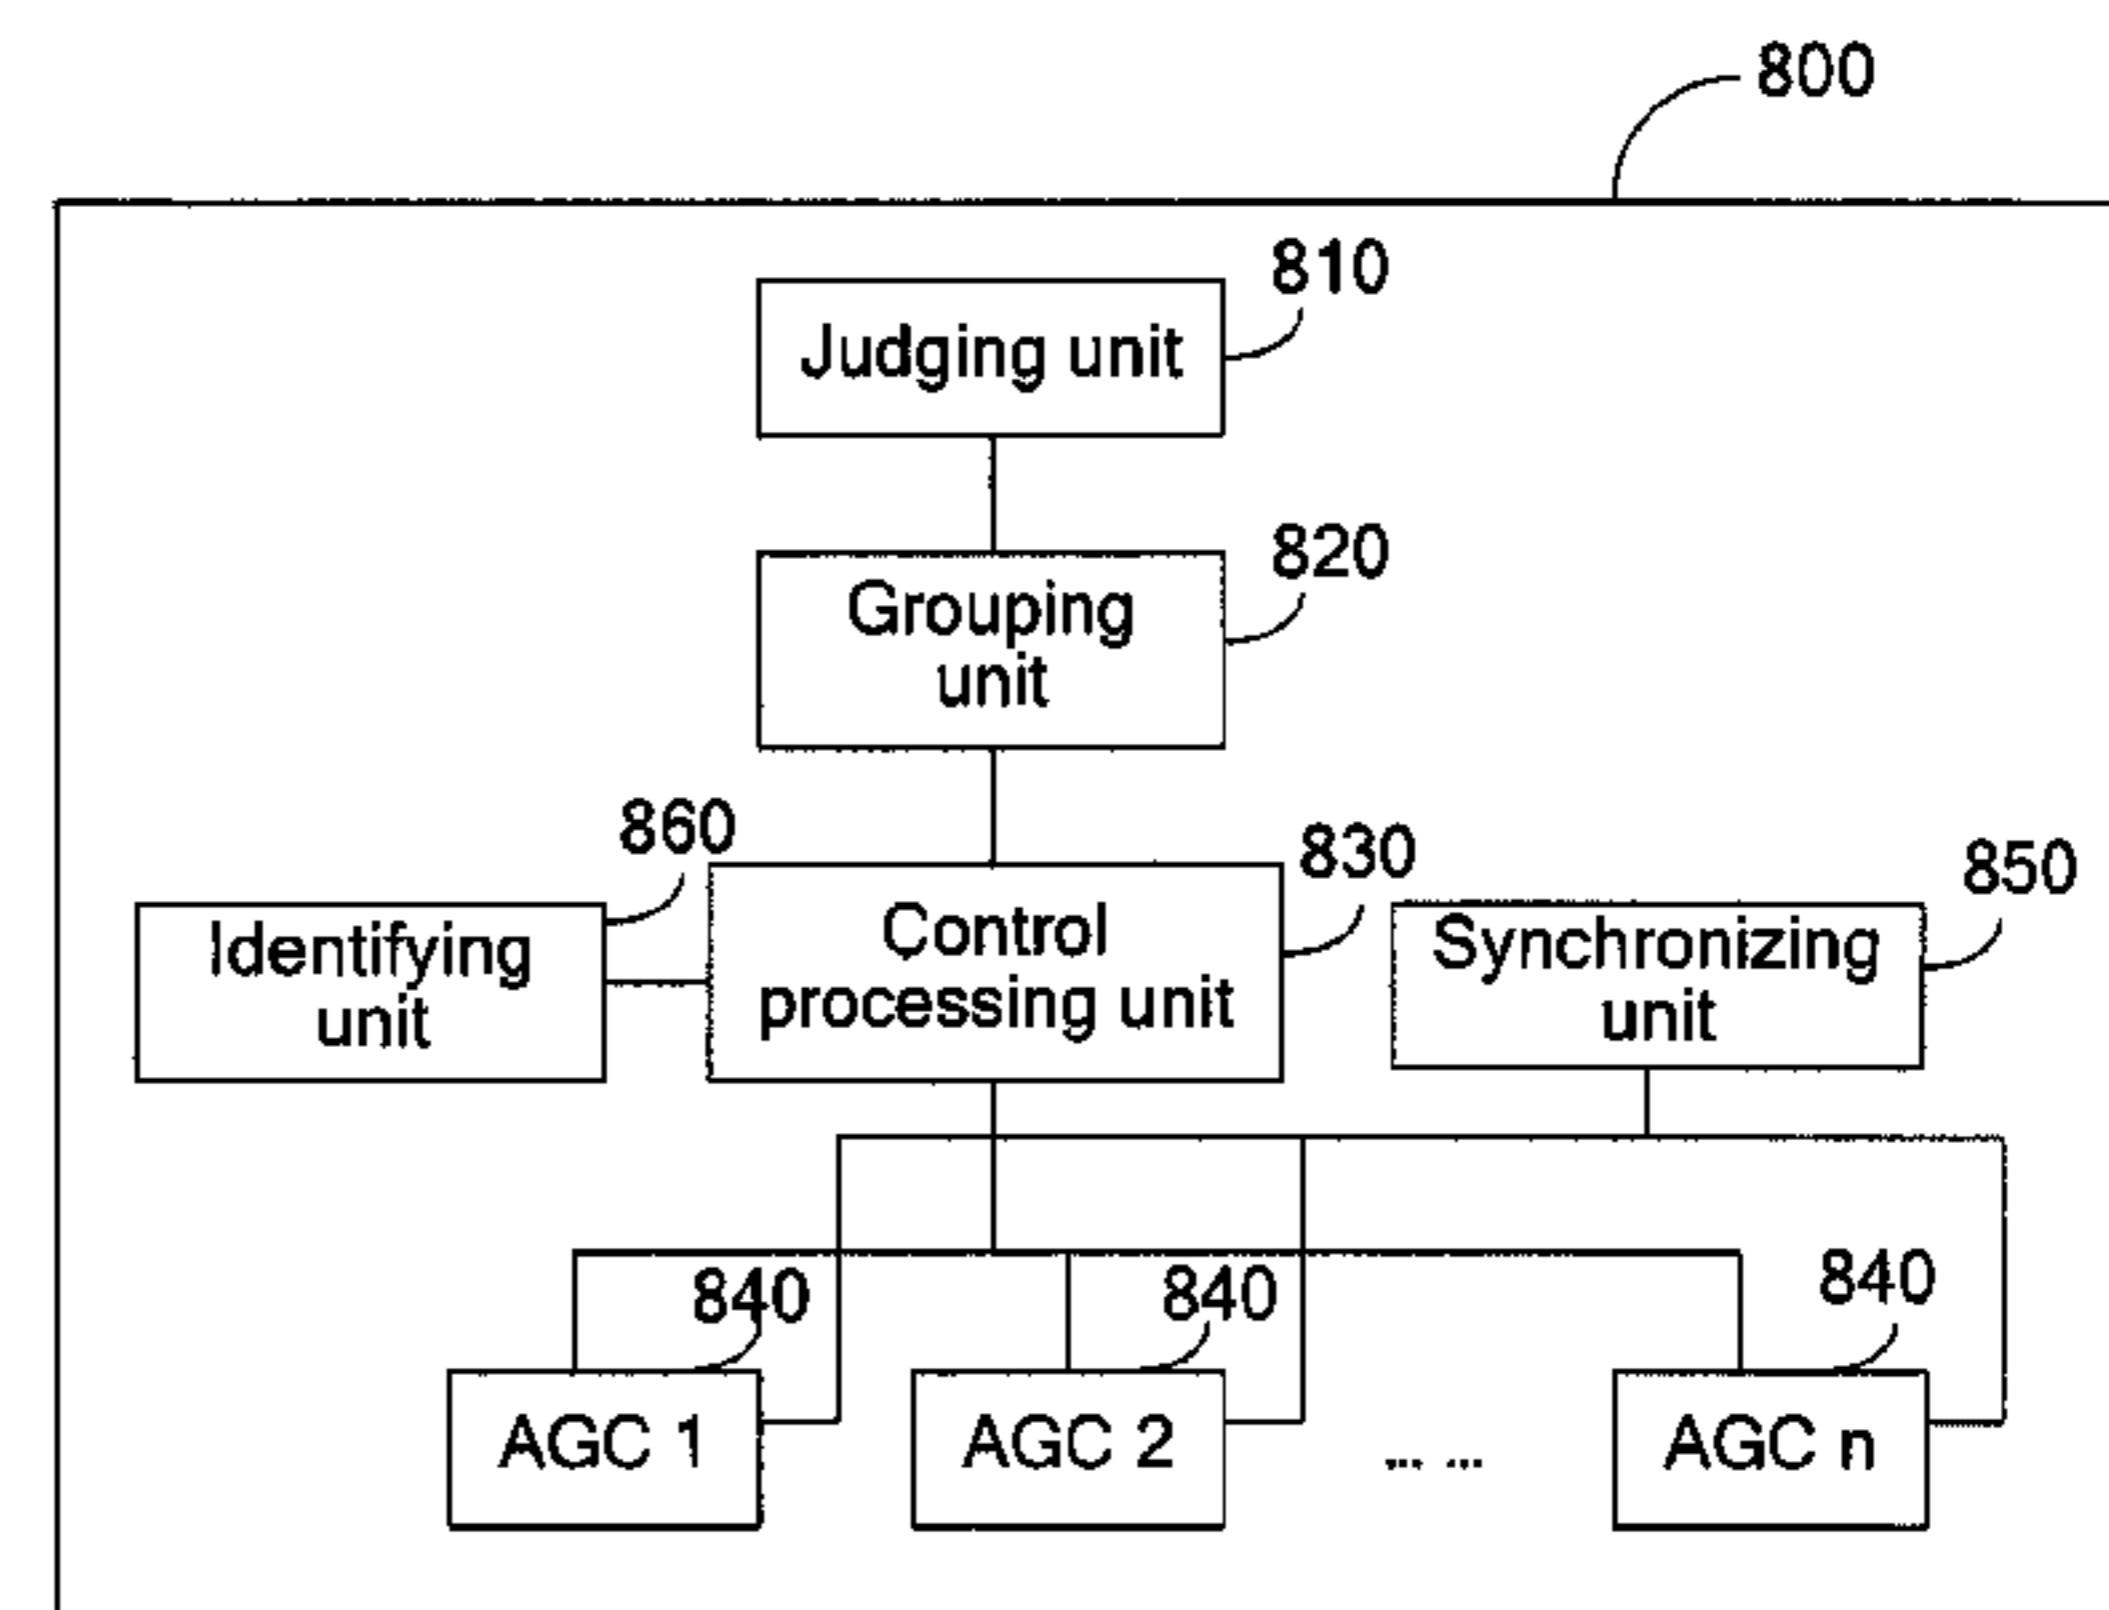 800
810
Judging unit
820
Grouping
unit
860
830
850
Identifying
unit
Control
processing unit
Synchronizing
unit
840
840
840
AGC 1
AGC 2
... ...
AGC n